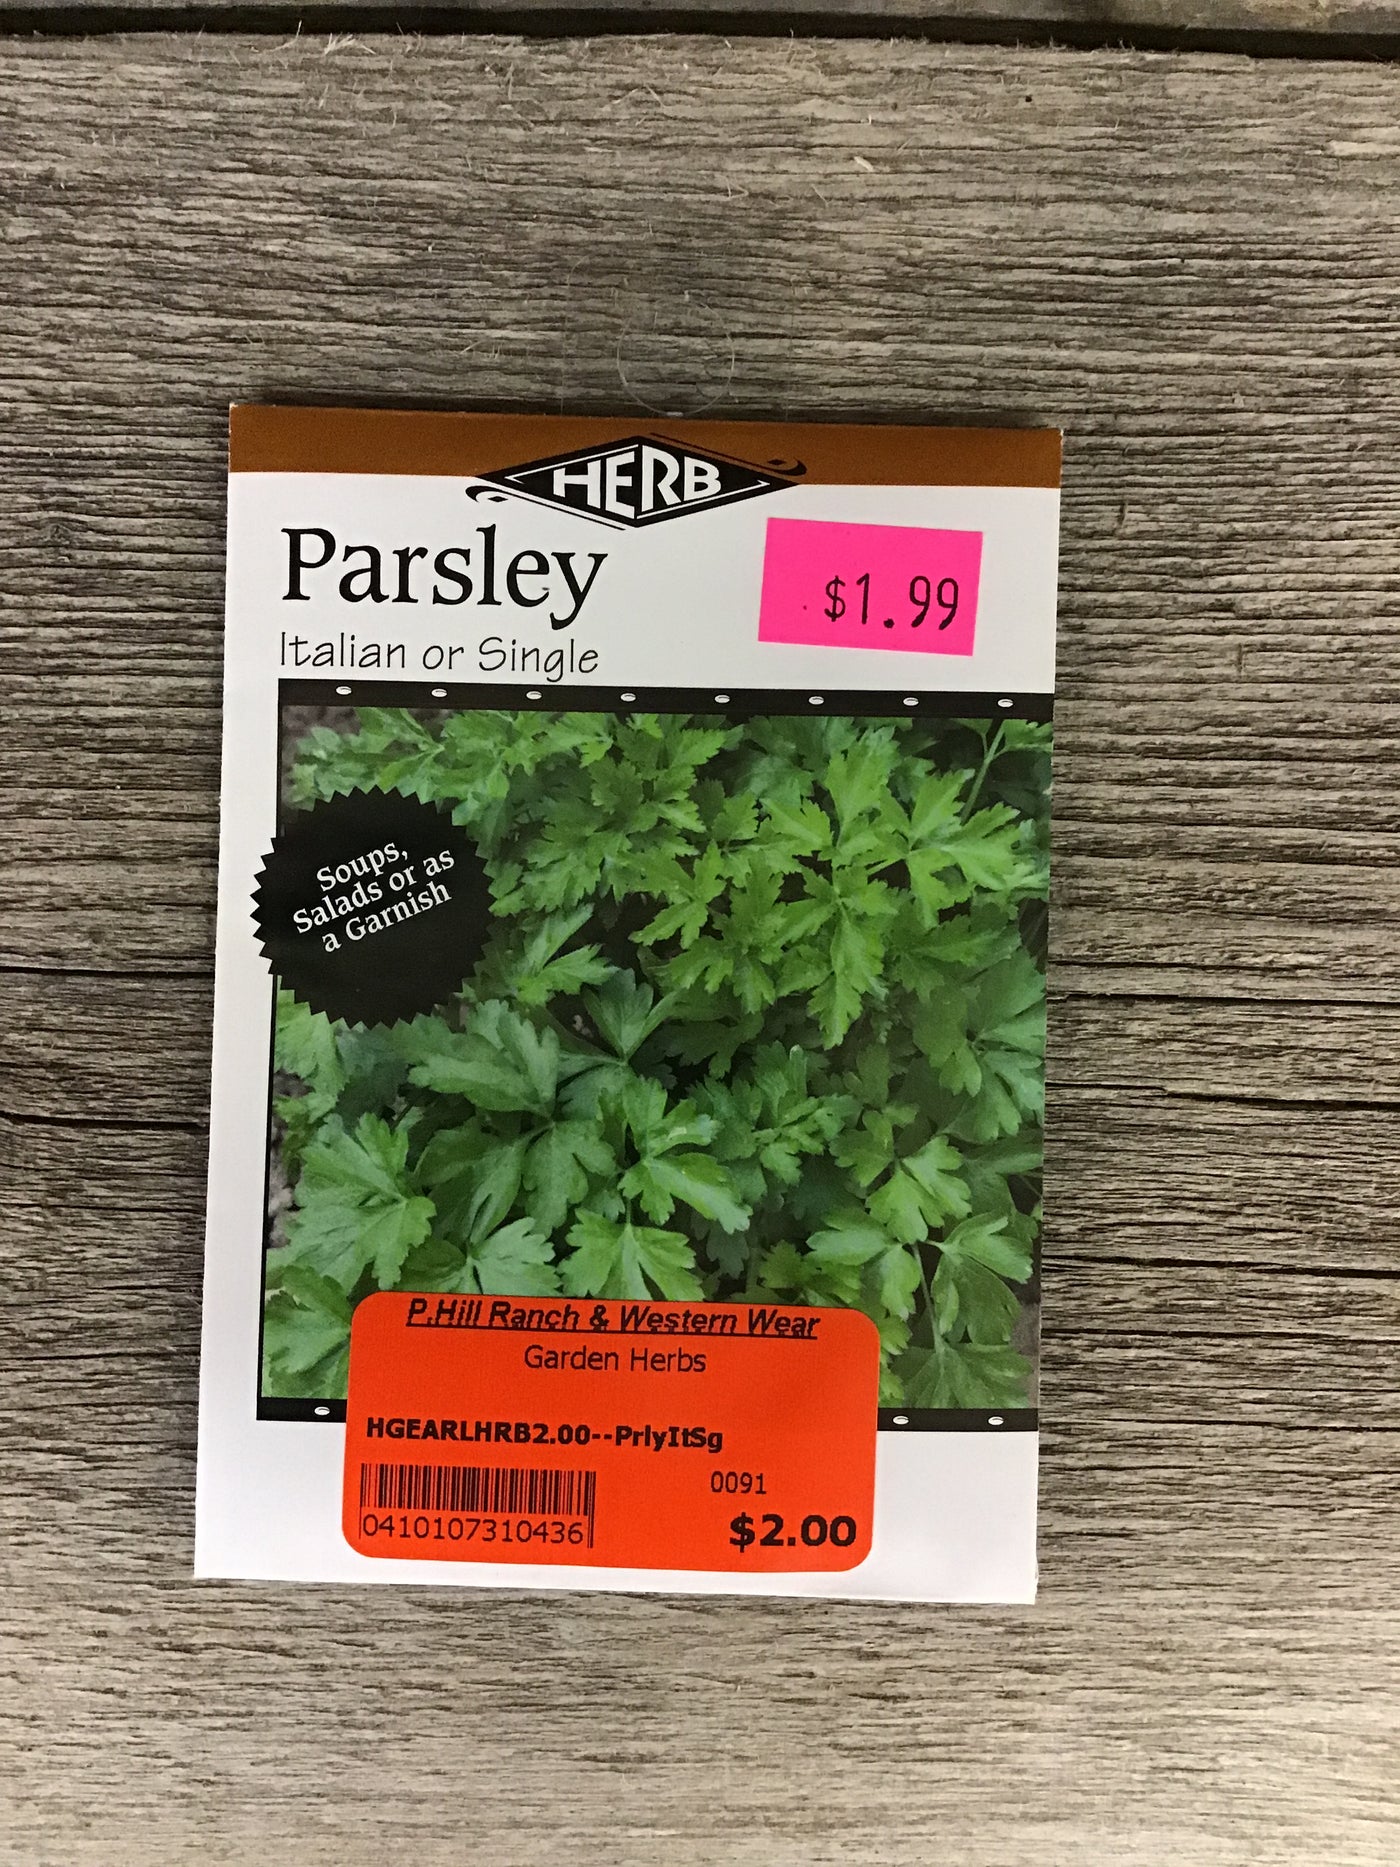 HERB
Parsley
$1.99
Italian or Single
Soups,
Salads or as
a Garnish
P.Hill Ranch & Western Wear
Garden Herbs
HGEARLHRB2.00--PrlyItSg
0091
0410107310436
$2.00